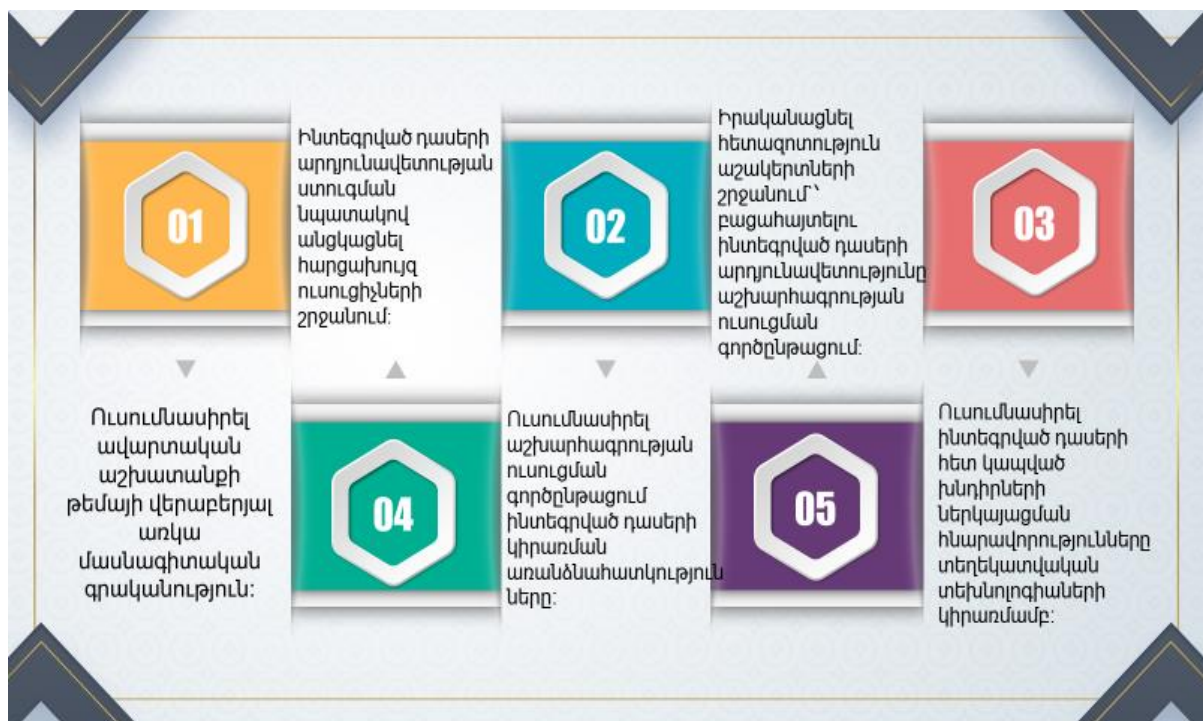 01
Ուսումնասիրել
ավարտական
աշխատանքի
թեմայի վերաբերյալ
առկա
մասնագիտական
գրականություն:
02
Ուսումնասիրել
աշխարհագրության
ուսուցման
գործընթացում
ինտեգրված դասերի
կիրառման
առանձնահատկություն
ները:
03
Ուսումնասիրել
ինտեգրված դասերի
հետ կապված
խնդիրների
ներկայացման
հնարավորությունները
տեղեկատվական
տեխնոլոգիաների
կիրառմամբ:
04
Ինտեգրված դասերի
արդյունավետության
ստուգման
նպատակով
անցկացնել
հարցախույզ
ուսուցիչների
շրջանում:
05
Իրականացնել
հետազոտություն
աշակերտների
շրջանում՝՝
բացահայտելու
ինտեգրված դասերի
արդյունավետությունը
աշխարհագրության
ուսուցման
գործընթացում: